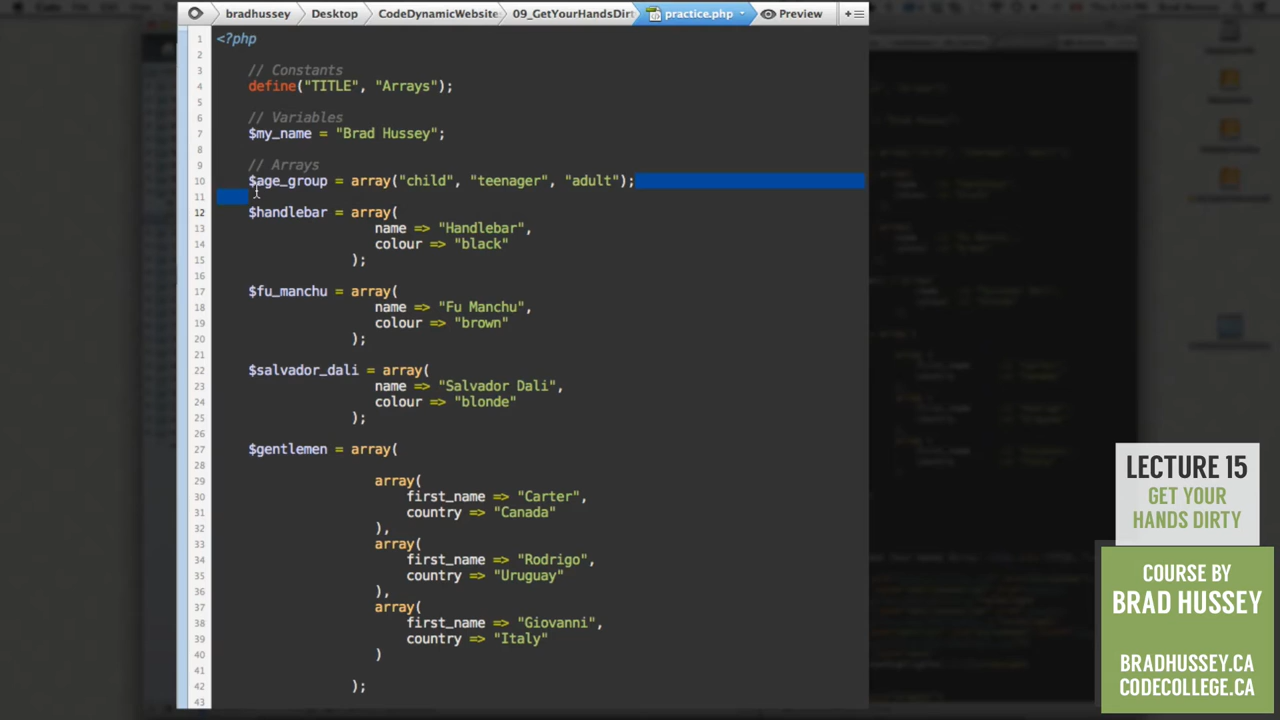 bradhussey
Desktop
CodeDynamicWebsite
09_GetYourHandsDirt
practice.php
Preview
1 <?php
2
3 // Constants
4 define("TITLE", "Arrays");
5
6 // Variables
7 $my_name = "Brad Hussey";
8
9 // Arrays
10 $age_group = array("child", "teenager", "adult");
11
12 $handlebar = array(
13 name => "Handlebar",
14 colour => "black"
15 );
16
17 $fu_manchu = array(
18 name => "Fu Manchu",
19 colour => "brown"
20 );
21
22 $salvador_dali = array(
23 name => "Salvador Dali",
24 colour => "blonde"
25 );
26
27 $gentlemen = array(
28
29 array(
30 first_name => "Carter",
31 country => "Canada"
32 ),
33 array(
34 first_name => "Rodrigo",
35 country => "Uruguay"
36 ),
37 array(
38 first_name => "Giovanni",
39 country => "Italy"
40 )
41
42 );
43
LECTURE 15
GET YOUR
HANDS DIRTY
COURSE BY
BRAD HUSSEY
BRADHUSSEY.CA
CODECOLLEGE.CA